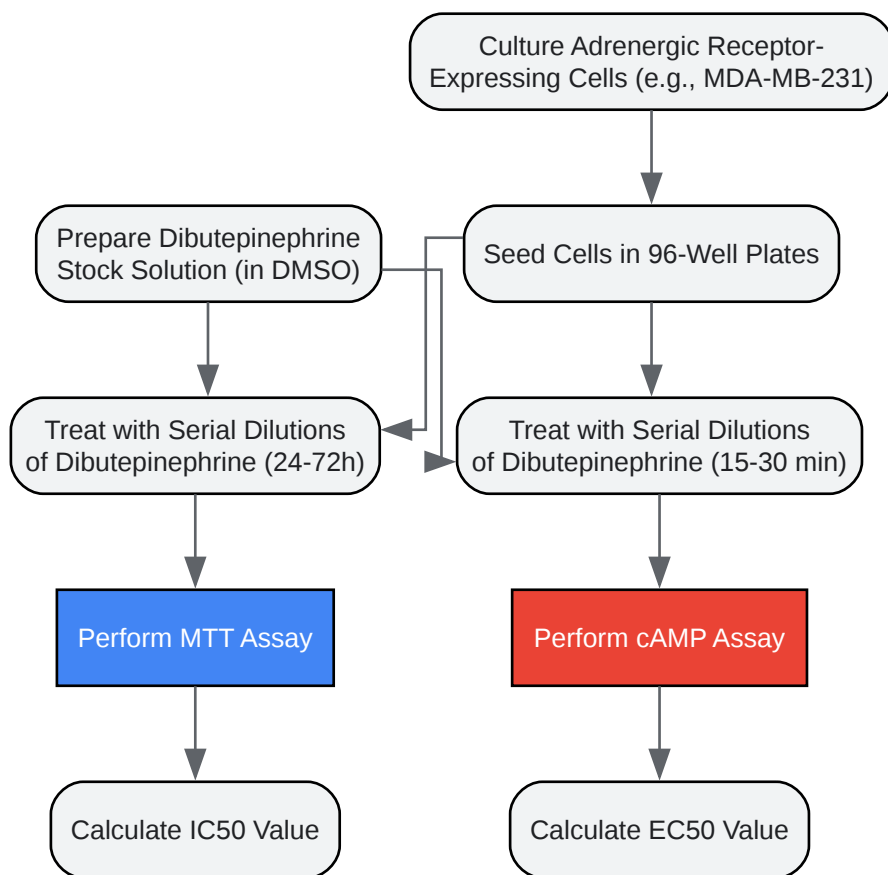 Culture Adrenergic Receptor-
Expressing Cells (e.g., MDA-MB-231)
Prepare Dibutepinephrine
Stock Solution (in DMSO)
Seed Cells in 96-Well Plates
Treat with Serial Dilutions
of Dibutepinephrine (24-72h)
Treat with Serial Dilutions
of Dibutepinephrine (15-30 min)
Perform MTT Assay
Perform cAMP Assay
Calculate IC50 Value
Calculate EC50 Value